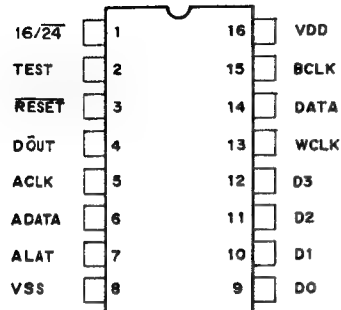 16/24 1 16 VDD
TEST 2 15 BCLK
RESET 3 14 DATA
DŌUT 4 13 WCLK
ACLK 5 12 D3
ADATA 6 11 D2
ALAT 7 10 D1
VSS 8 9 D0